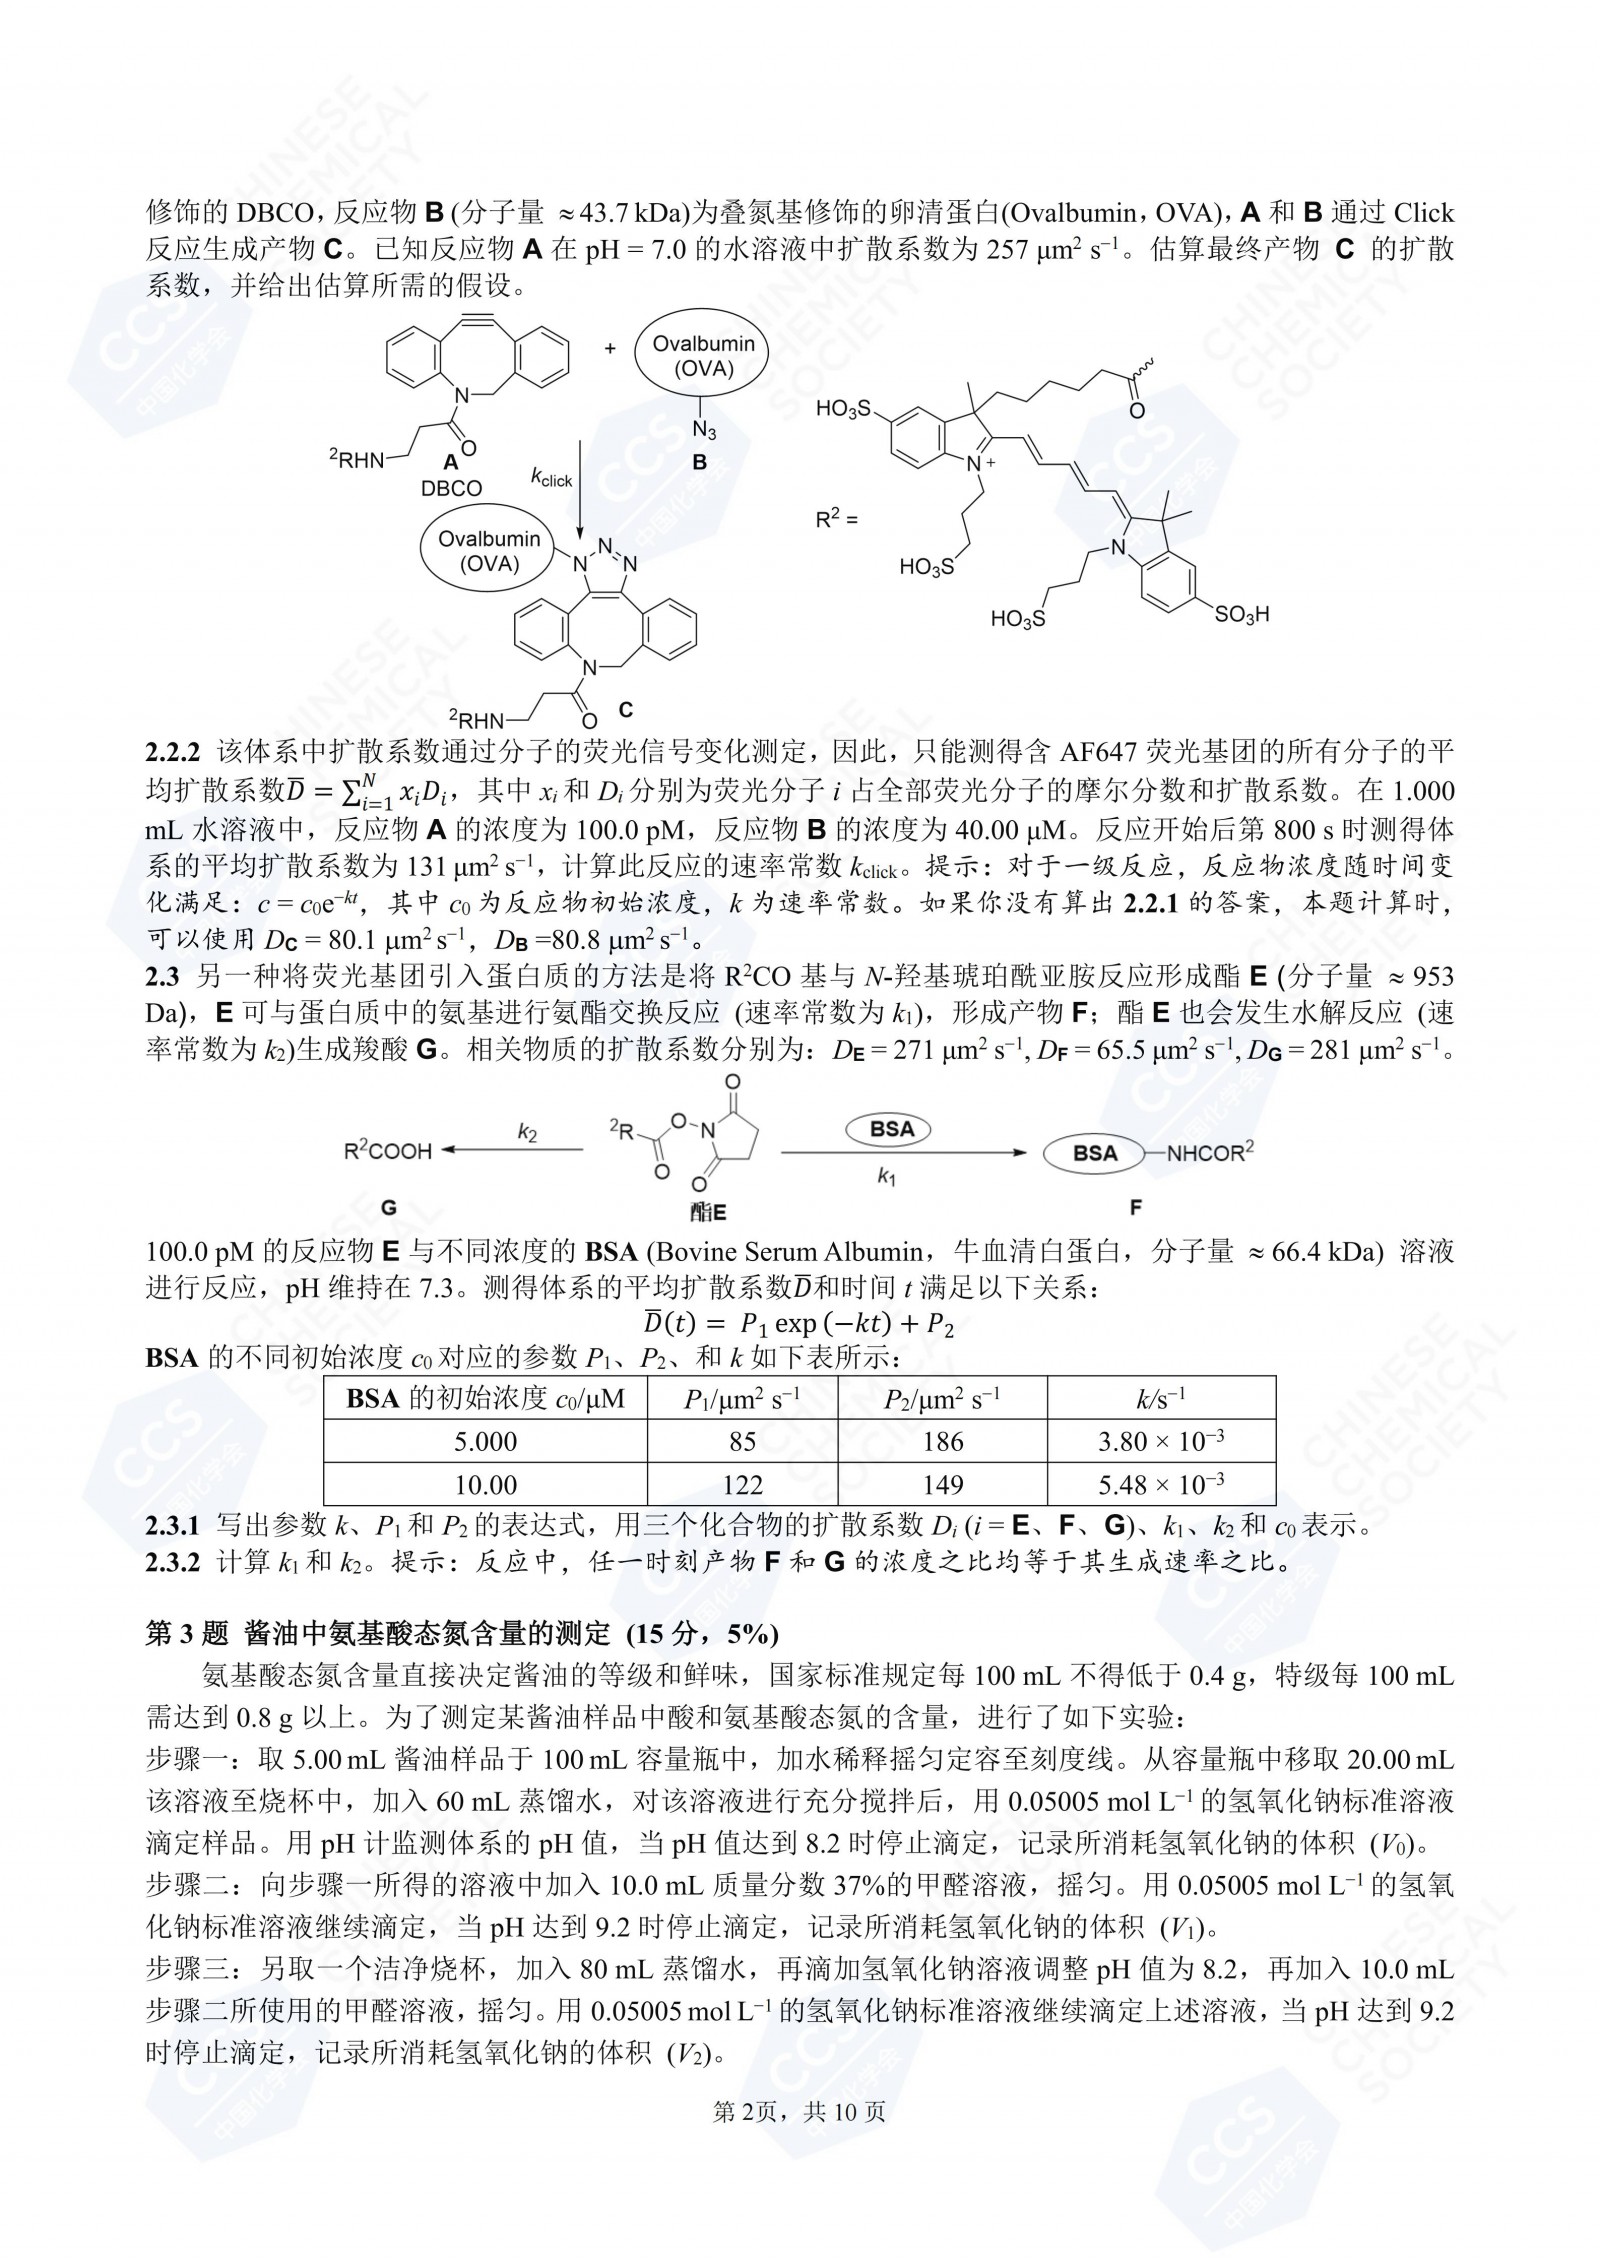 修饰的 DBCO，反应物 B (分子量 ≈ 43.7 kDa)为叠氮基修饰的卵清蛋白(Ovalbumin，OVA)，A 和 B 通过 Click
反应生成产物 C。已知反应物 A 在 pH = 7.0 的水溶液中扩散系数为 257 μm² s⁻¹。估算最终产物 C 的扩散
系数，并给出估算所需的假设。
N
O
²RHN
A
DBCO
+
Ovalbumin
(OVA)
N₃
B
k_click
Ovalbumin
(OVA)
N N N
N
O
²RHN
C
R² =
HO₃S
O
N +
HO₃S
N
HO₃S
SO₃H
2.2.2 该体系中扩散系数通过分子的荧光信号变化测定，因此，只能测得含 AF647 荧光基团的所有分子的平
均扩散系数D̅ = ∑ᵢ₌₁ᴺ xᵢDᵢ，其中 xᵢ 和 Dᵢ 分别为荧光分子 i 占全部荧光分子的摩尔分数和扩散系数。在 1.000
mL 水溶液中，反应物 A 的浓度为 100.0 pM，反应物 B 的浓度为 40.00 μM。反应开始后第 800 s 时测得体
系的平均扩散系数为 131 μm² s⁻¹，计算此反应的速率常数 k_click。提示：对于一级反应，反应物浓度随时间变
化满足：c = c₀e⁻ᵏᵗ，其中 c₀ 为反应物初始浓度，k 为速率常数。如果你没有算出 2.2.1 的答案，本题计算时，
可以使用 D_C = 80.1 μm² s⁻¹，D_B =80.8 μm² s⁻¹。
2.3 另一种将荧光基团引入蛋白质的方法是将 R²CO 基与 N-羟基琥珀酰亚胺反应形成酯 E (分子量 ≈ 953
Da)，E 可与蛋白质中的氨基进行氨酯交换反应 (速率常数为 k₁)，形成产物 F；酯 E 也会发生水解反应 (速
率常数为 k₂)生成羧酸 G。相关物质的扩散系数分别为：D_E = 271 μm² s⁻¹, D_F = 65.5 μm² s⁻¹, D_G = 281 μm² s⁻¹。
R²COOH
G
k₂
²R
O
O
N
O
O
酯E
BSA
k₁
BSA
NHCOR²
F
100.0 pM 的反应物 E 与不同浓度的 BSA (Bovine Serum Albumin，牛血清白蛋白，分子量 ≈ 66.4 kDa) 溶液
进行反应，pH 维持在 7.3。测得体系的平均扩散系数D̅和时间 t 满足以下关系：
D̅(t) = P₁ exp (−kt) + P₂
BSA 的不同初始浓度 c₀ 对应的参数 P₁、P₂、和 k 如下表所示：
BSA 的初始浓度 c₀/μM P₁/μm² s⁻¹ P₂/μm² s⁻¹ k/s⁻¹
5.000 85 186 3.80 × 10⁻³
10.00 122 149 5.48 × 10⁻³
2.3.1 写出参数 k、P₁ 和 P₂ 的表达式，用三个化合物的扩散系数 Dᵢ (i = E、F、G)、k₁、k₂ 和 c₀ 表示。
2.3.2 计算 k₁ 和 k₂。提示：反应中，任一时刻产物 F 和 G 的浓度之比均等于其生成速率之比。
第 3 题 酱油中氨基酸态氮含量的测定 (15 分，5%)
氨基酸态氮含量直接决定酱油的等级和鲜味，国家标准规定每 100 mL 不得低于 0.4 g，特级每 100 mL
需达到 0.8 g 以上。为了测定某酱油样品中酸和氨基酸态氮的含量，进行了如下实验：
步骤一：取 5.00 mL 酱油样品于 100 mL 容量瓶中，加水稀释摇匀定容至刻度线。从容量瓶中移取 20.00 mL
该溶液至烧杯中，加入 60 mL 蒸馏水，对该溶液进行充分搅拌后，用 0.05005 mol L⁻¹ 的氢氧化钠标准溶液
滴定样品。用 pH 计监测体系的 pH 值，当 pH 值达到 8.2 时停止滴定，记录所消耗氢氧化钠的体积 (V₀)。
步骤二：向步骤一所得的溶液中加入 10.0 mL 质量分数 37%的甲醛溶液，摇匀。用 0.05005 mol L⁻¹ 的氢氧
化钠标准溶液继续滴定，当 pH 达到 9.2 时停止滴定，记录所消耗氢氧化钠的体积 (V₁)。
步骤三：另取一个洁净烧杯，加入 80 mL 蒸馏水，再滴加氢氧化钠溶液调整 pH 值为 8.2，再加入 10.0 mL
步骤二所使用的甲醛溶液，摇匀。用 0.05005 mol L⁻¹ 的氢氧化钠标准溶液继续滴定上述溶液，当 pH 达到 9.2
时停止滴定，记录所消耗氢氧化钠的体积 (V₂)。
第 2页，共 10 页
CCS
中国化学会
CHINESE
CHEMICAL
SOCIETY